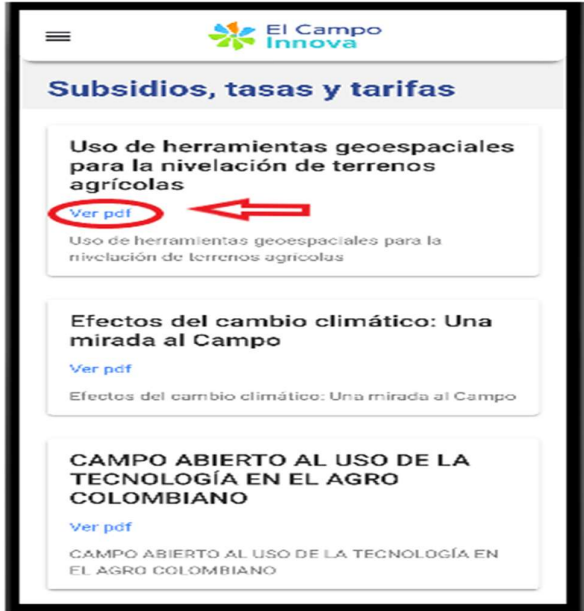 El Campo
Innova
Subsidios, tasas y tarifas
Uso de herramientas geoespaciales
para la nivelación de terrenos
agrícolas
Ver pdf
Uso de herramientas geoespaciales para la
nivelación de terrenos agrícolas
Efectos del cambio climático: Una
mirada al Campo
Ver pdf
Efectos del cambio climático: Una mirada al Campo
CAMPO ABIERTO AL USO DE LA
TECNOLOGÍA EN EL AGRO
COLOMBIANO
Ver pdf
CAMPO ABIERTO AL USO DE LA TECNOLOGÍA EN
EL AGRO COLOMBIANO